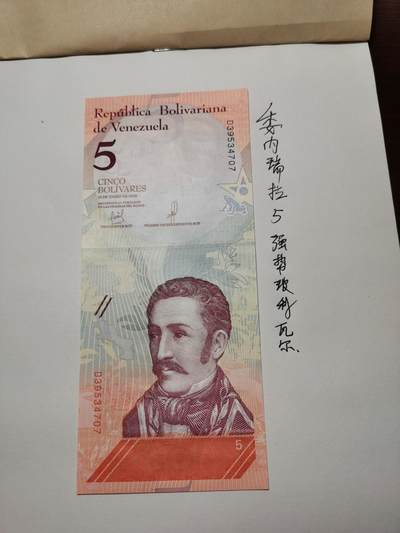 República Bolivariana
de Venezuela
5
CINCO
BOLÍVARES
D39534707
D39534707
5
委内瑞拉 5 强势玻利瓦尔.